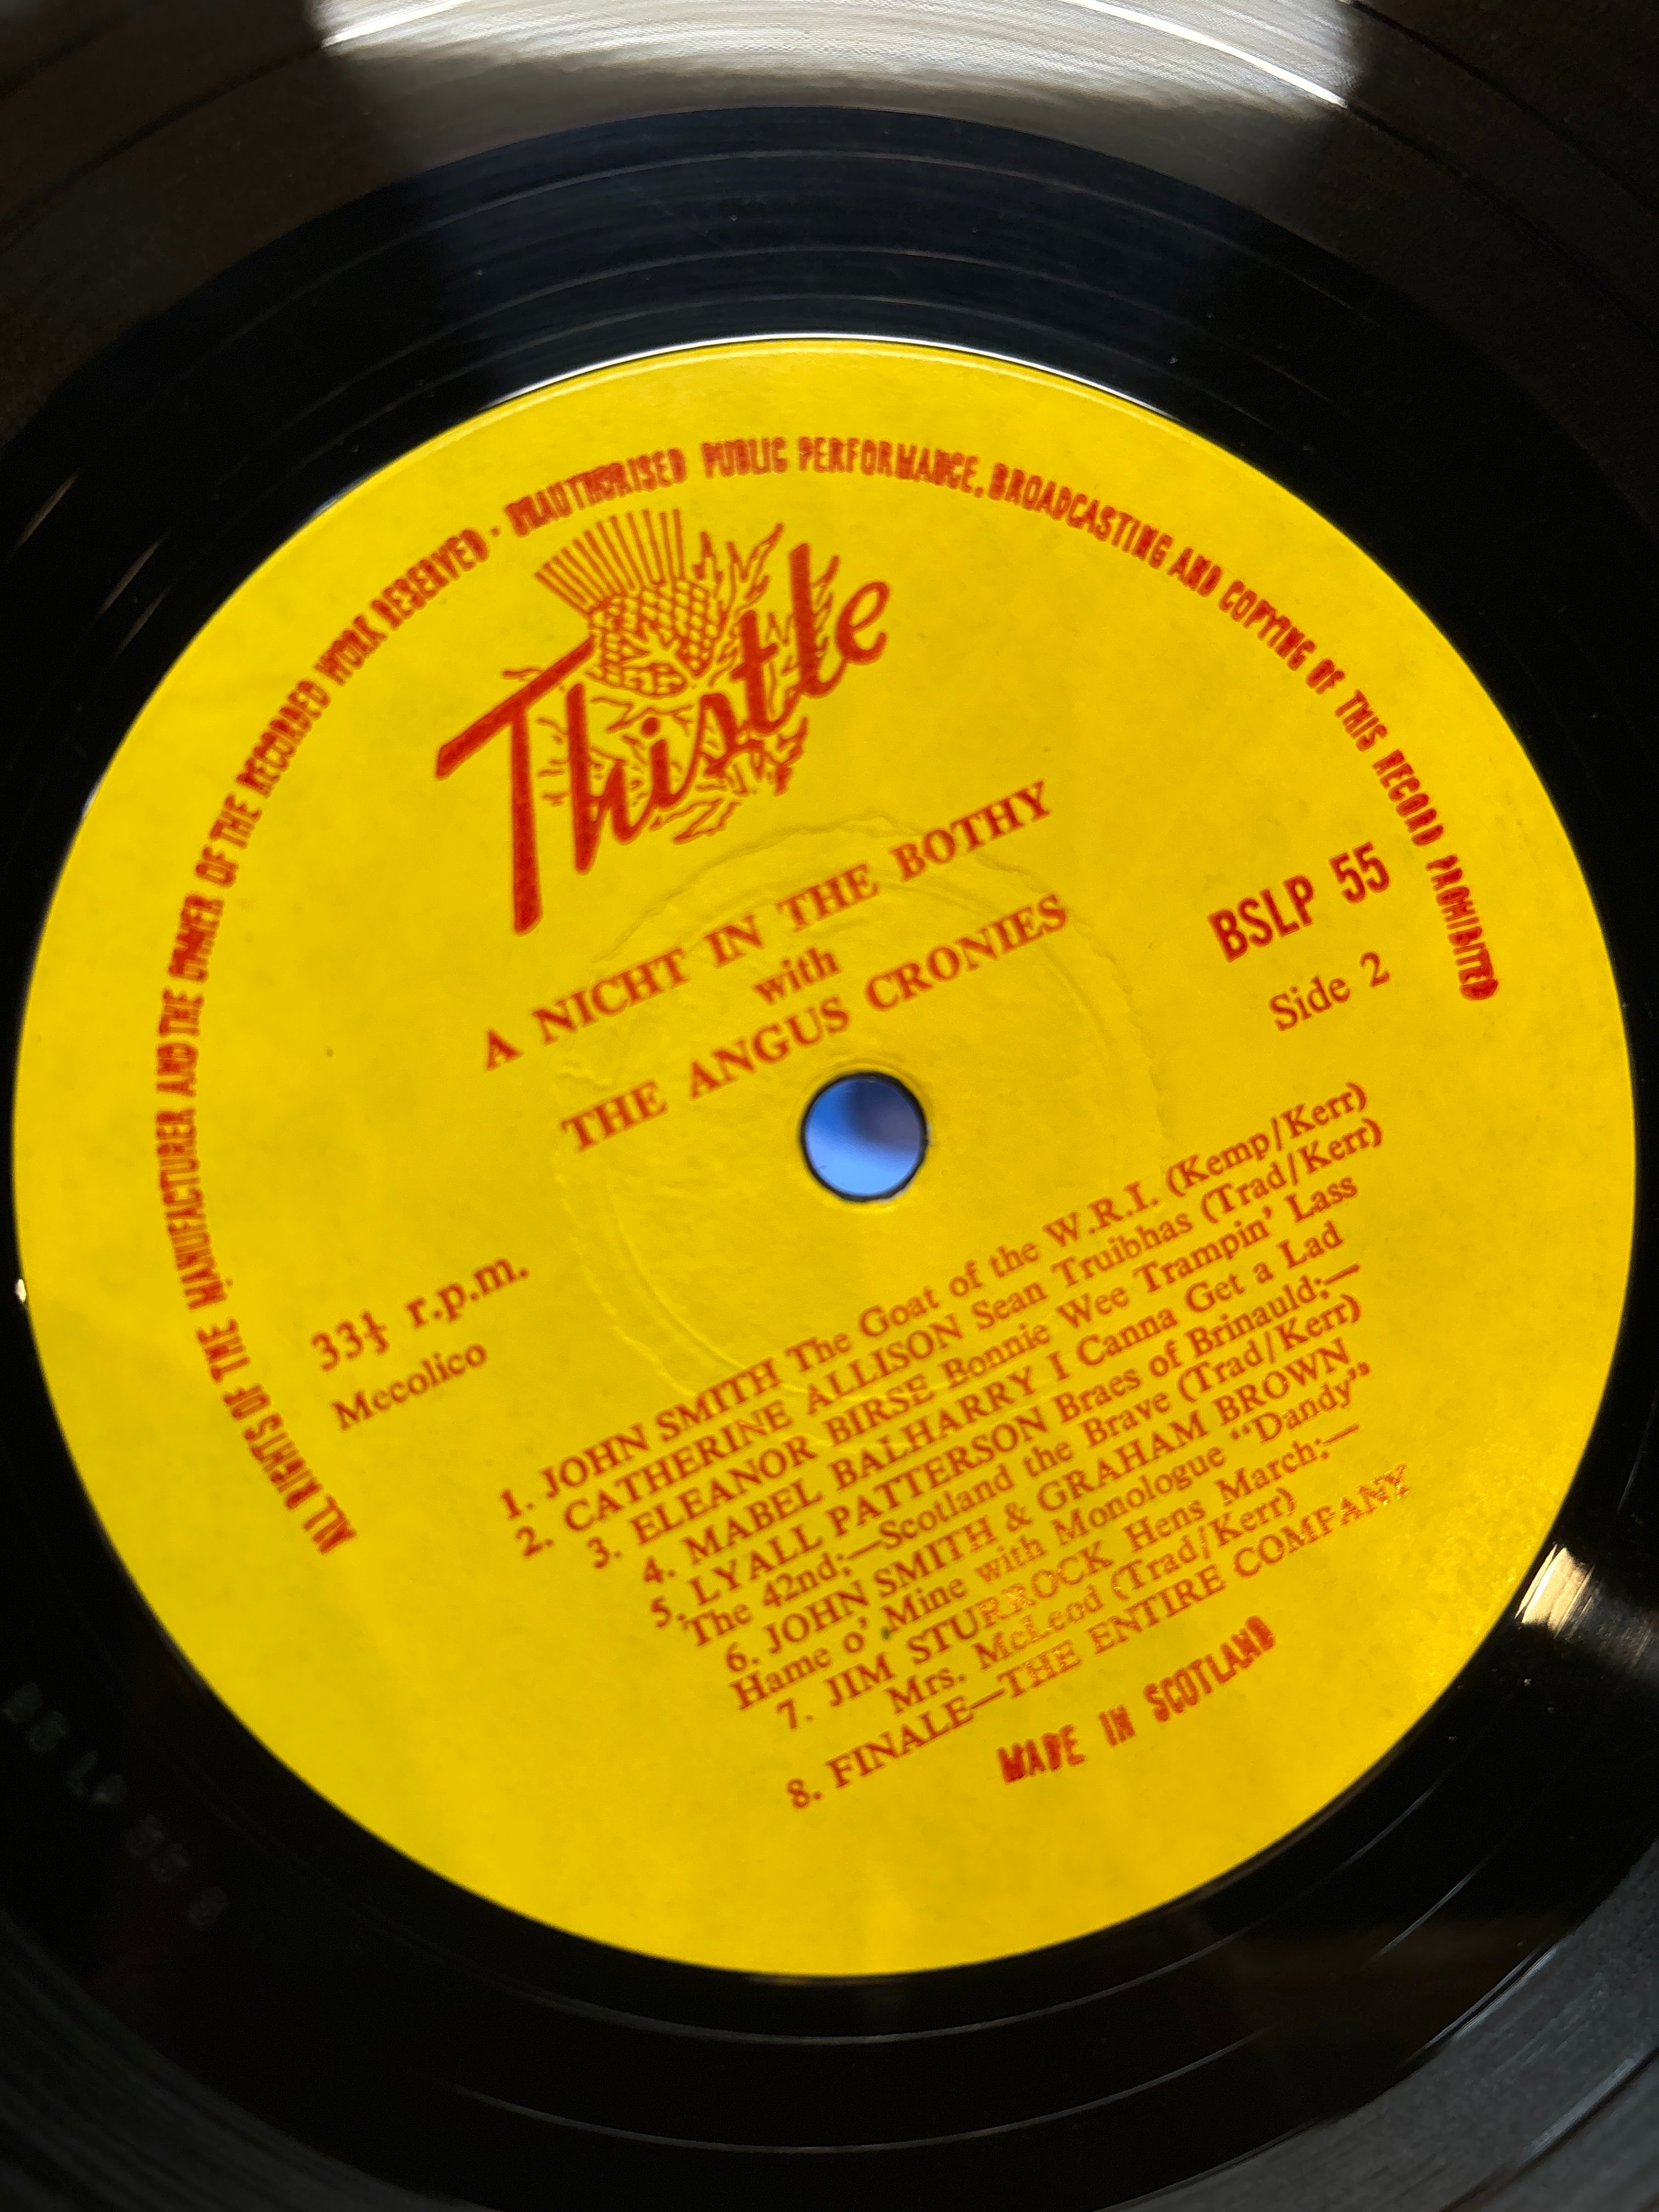 ALL RIGHTS OF THE MANUFACTURER AND THE OWNER OF THE RECORDED WORK RESERVED · UNAUTHORISED PUBLIC PERFORMANCE, BROADCASTING AND COPYING OF THIS RECORD PROHIBITED
Thistle
A NICHT IN THE BOTHY
with
THE ANGUS CRONIES
BSLP 55
Side 2
33⅓ r.p.m.
Mecolico
1. JOHN SMITH The Goat of the W.R.I. (Kemp/Kerr)
2. CATHERINE ALLISON Sean Truibhas (Trad/Kerr)
3. ELEANOR BIRSE Bonnie Wee Trampin' Lass
4. MABEL BALHARRY I Canna Get a Lad
5. LYALL PATTERSON Braes of Brinauld;—
The 42nd;—Scotland the Brave (Trad/Kerr)
6. JOHN SMITH & GRAHAM BROWN
Hame o' Mine with Monologue "Dandy"
7. JIM STURROCK Hens March;—
Mrs. McLeod (Trad/Kerr)
8. FINALE—THE ENTIRE COMPANY
MADE IN SCOTLAND